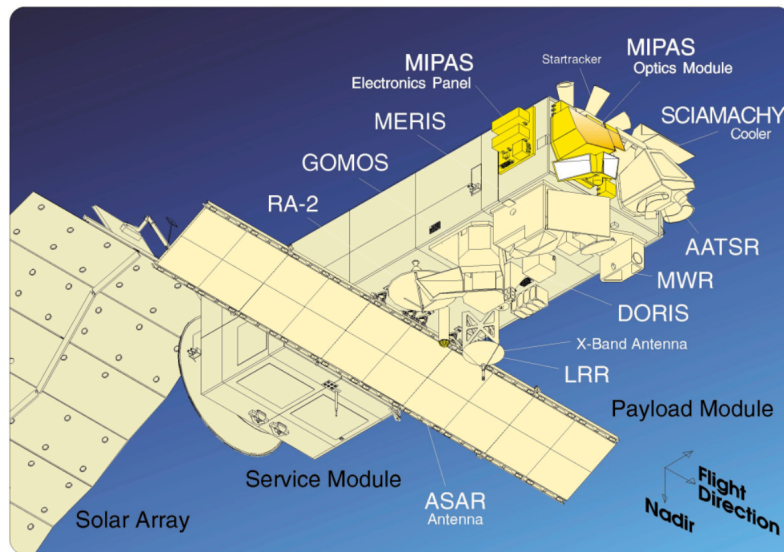 MIPAS
Electronics Panel
Startracker
MIPAS
Optics Module
MERIS
SCIAMACHY
Cooler
GOMOS
RA-2
AATSR
MWR
DORIS
X-Band Antenna
LRR
Payload Module
Service Module
ASAR
Antenna
Solar Array
Flight
Direction
Nadir